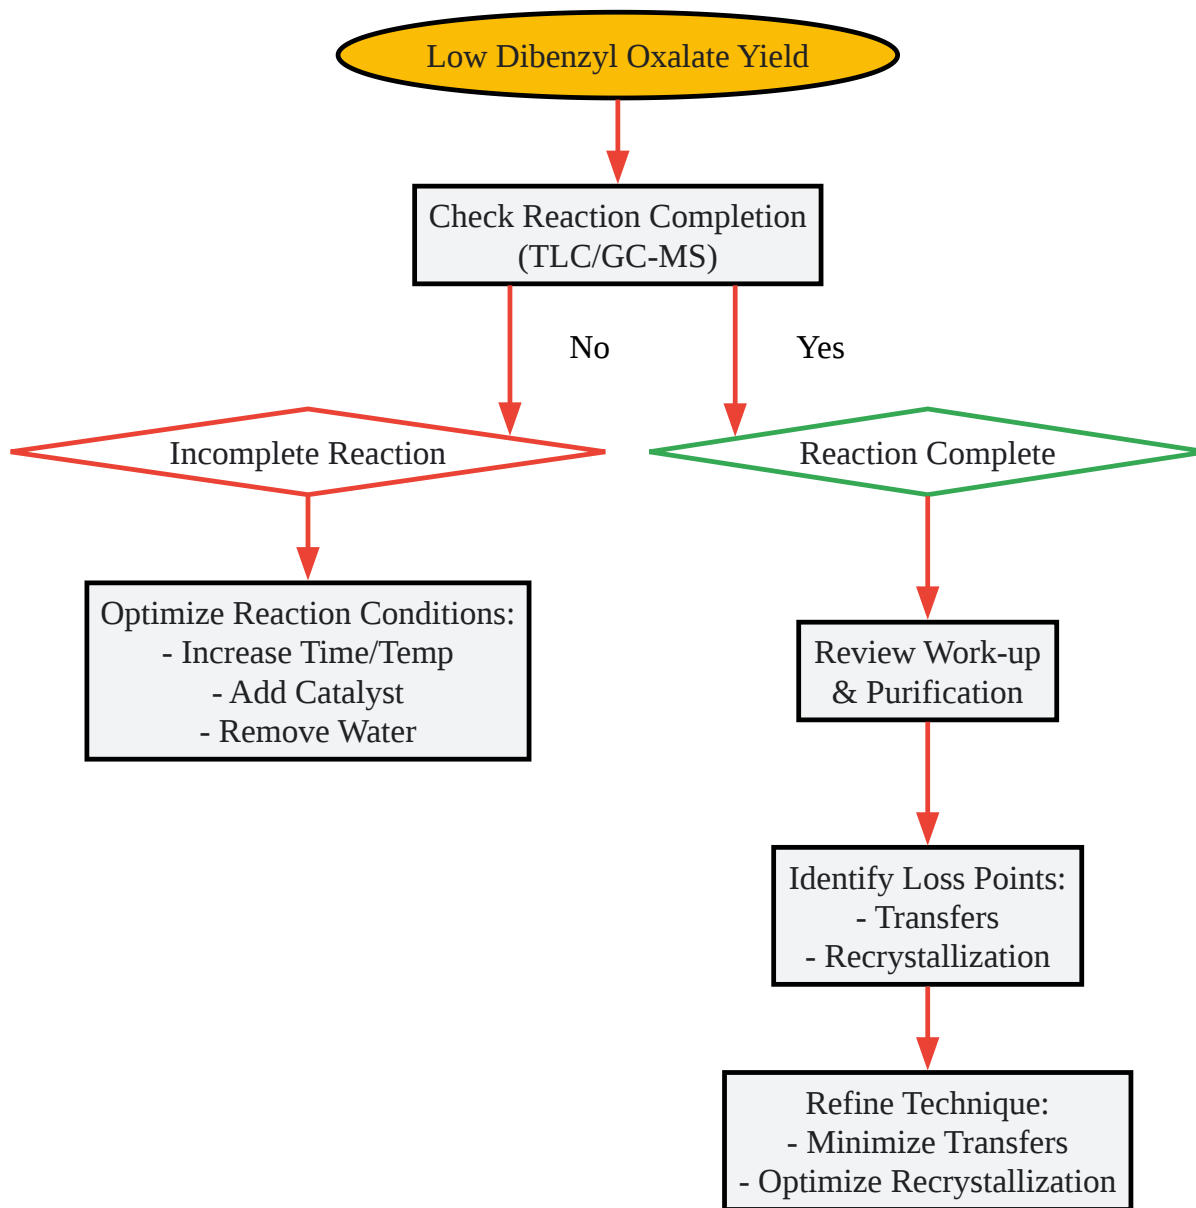 Low Dibenzyl Oxalate Yield
Check Reaction Completion
(TLC/GC-MS)
No
Yes
Incomplete Reaction
Reaction Complete
Optimize Reaction Conditions:
- Increase Time/Temp
- Add Catalyst
- Remove Water
Review Work-up
& Purification
Identify Loss Points:
- Transfers
- Recrystallization
Refine Technique:
- Minimize Transfers
- Optimize Recrystallization